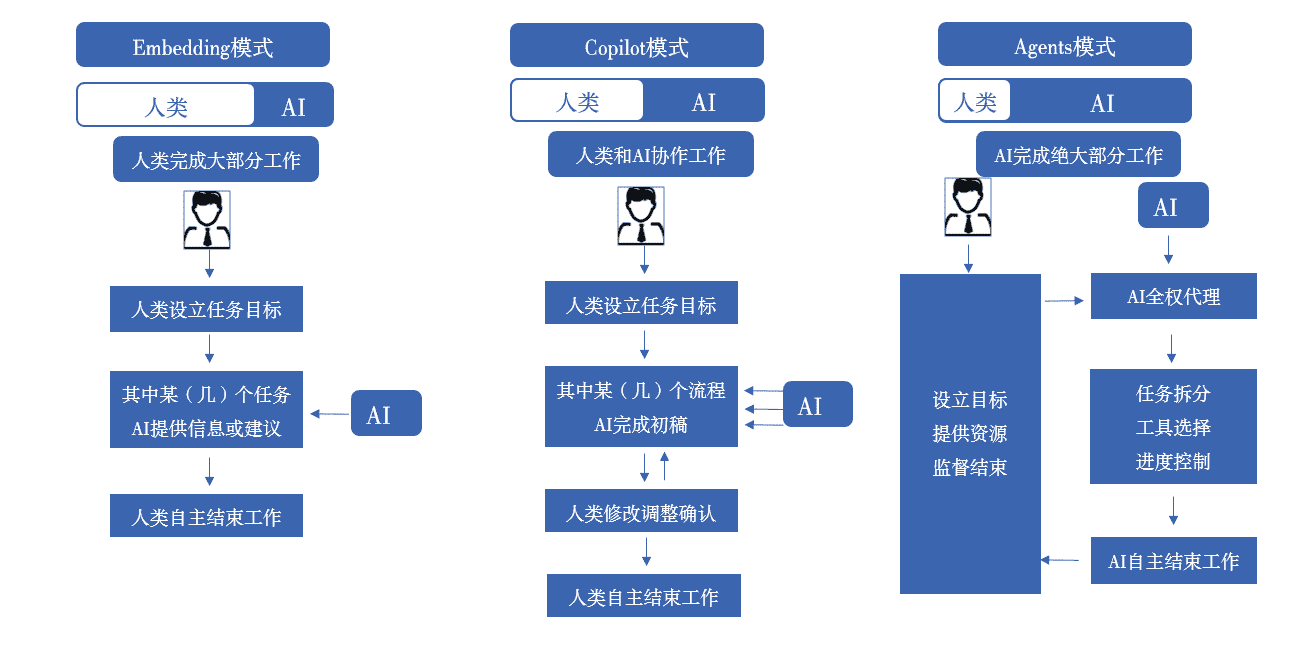 Embedding模式
人类
AI
人类完成大部分工作
人类设立任务目标
其中某（几）个任务
AI提供信息或建议
AI
人类自主结束工作
Copilot模式
人类
AI
人类和AI协作工作
人类设立任务目标
其中某（几）个流程
AI完成初稿
AI
人类修改调整确认
人类自主结束工作
Agents模式
人类
AI
AI完成绝大部分工作
AI
设立目标
提供资源
监督结束
AI全权代理
任务拆分
工具选择
进度控制
AI自主结束工作